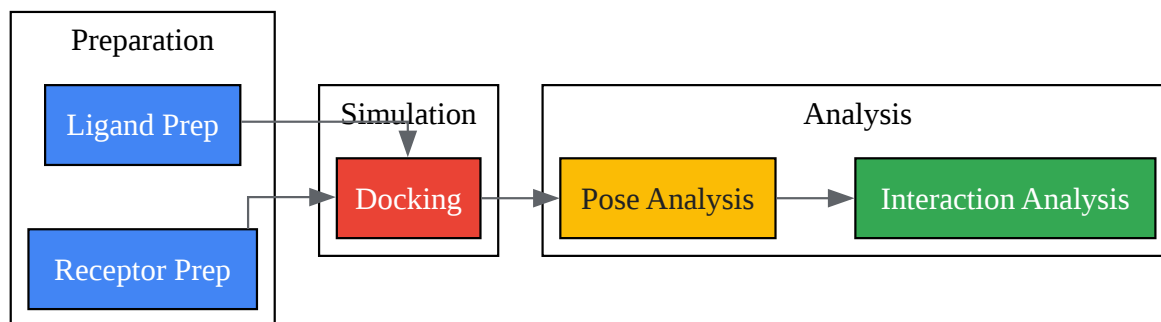 Preparation
Ligand Prep
Receptor Prep
Simulation
Docking
Analysis
Pose Analysis
Interaction Analysis